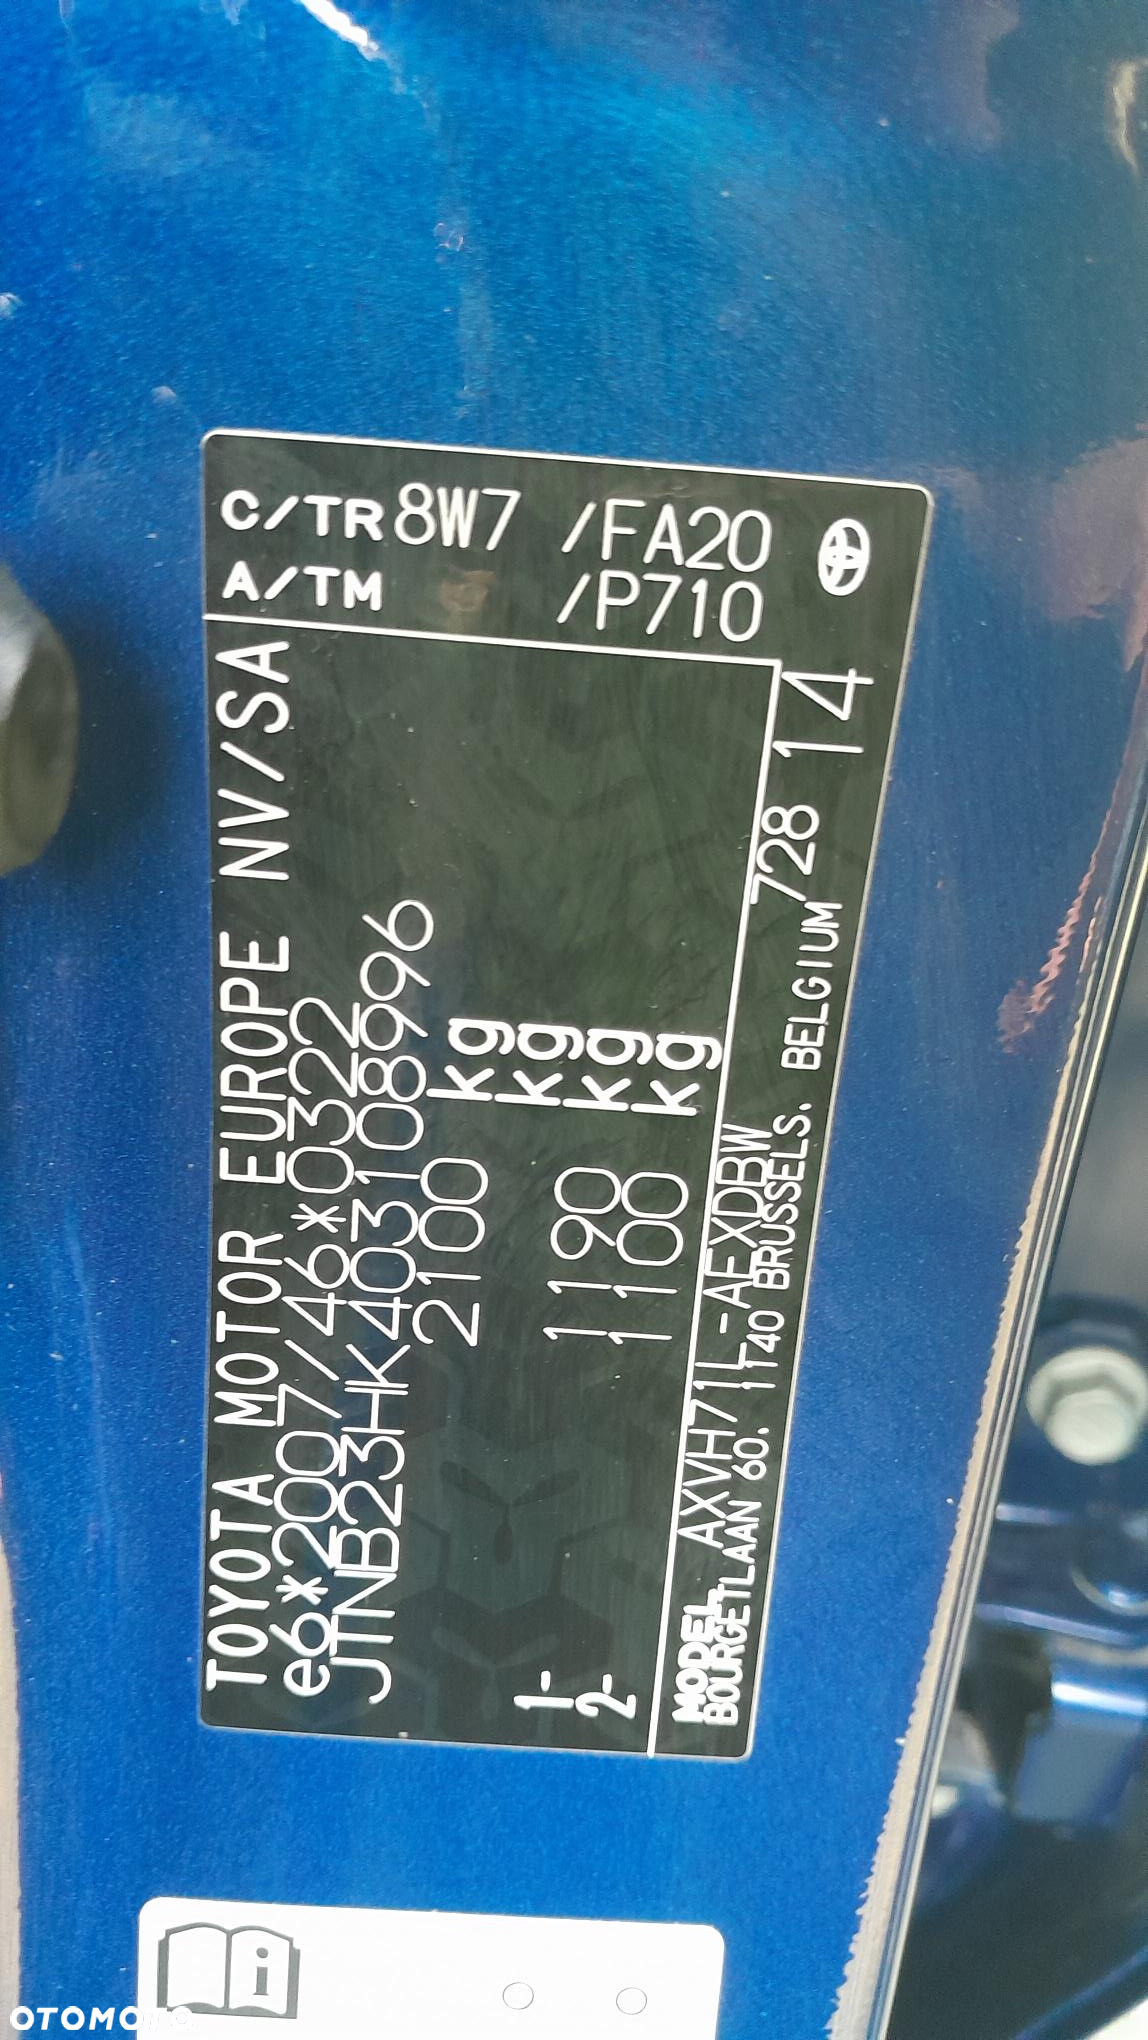 TOYOTA MOTOR EUROPE NV/SA
e6*2007/46*0322
JTNB23HK403108996
2100 kg
kg
1- 1190 kg
2- 1100 kg
C/TR 8W7 /FA20
A/TM /P710
MODEL AXVH71L-AEXDBW 728 14
BOURGETLAAN 60. 1140 BRUSSELS. BELGIUM
i
OTOMOTO